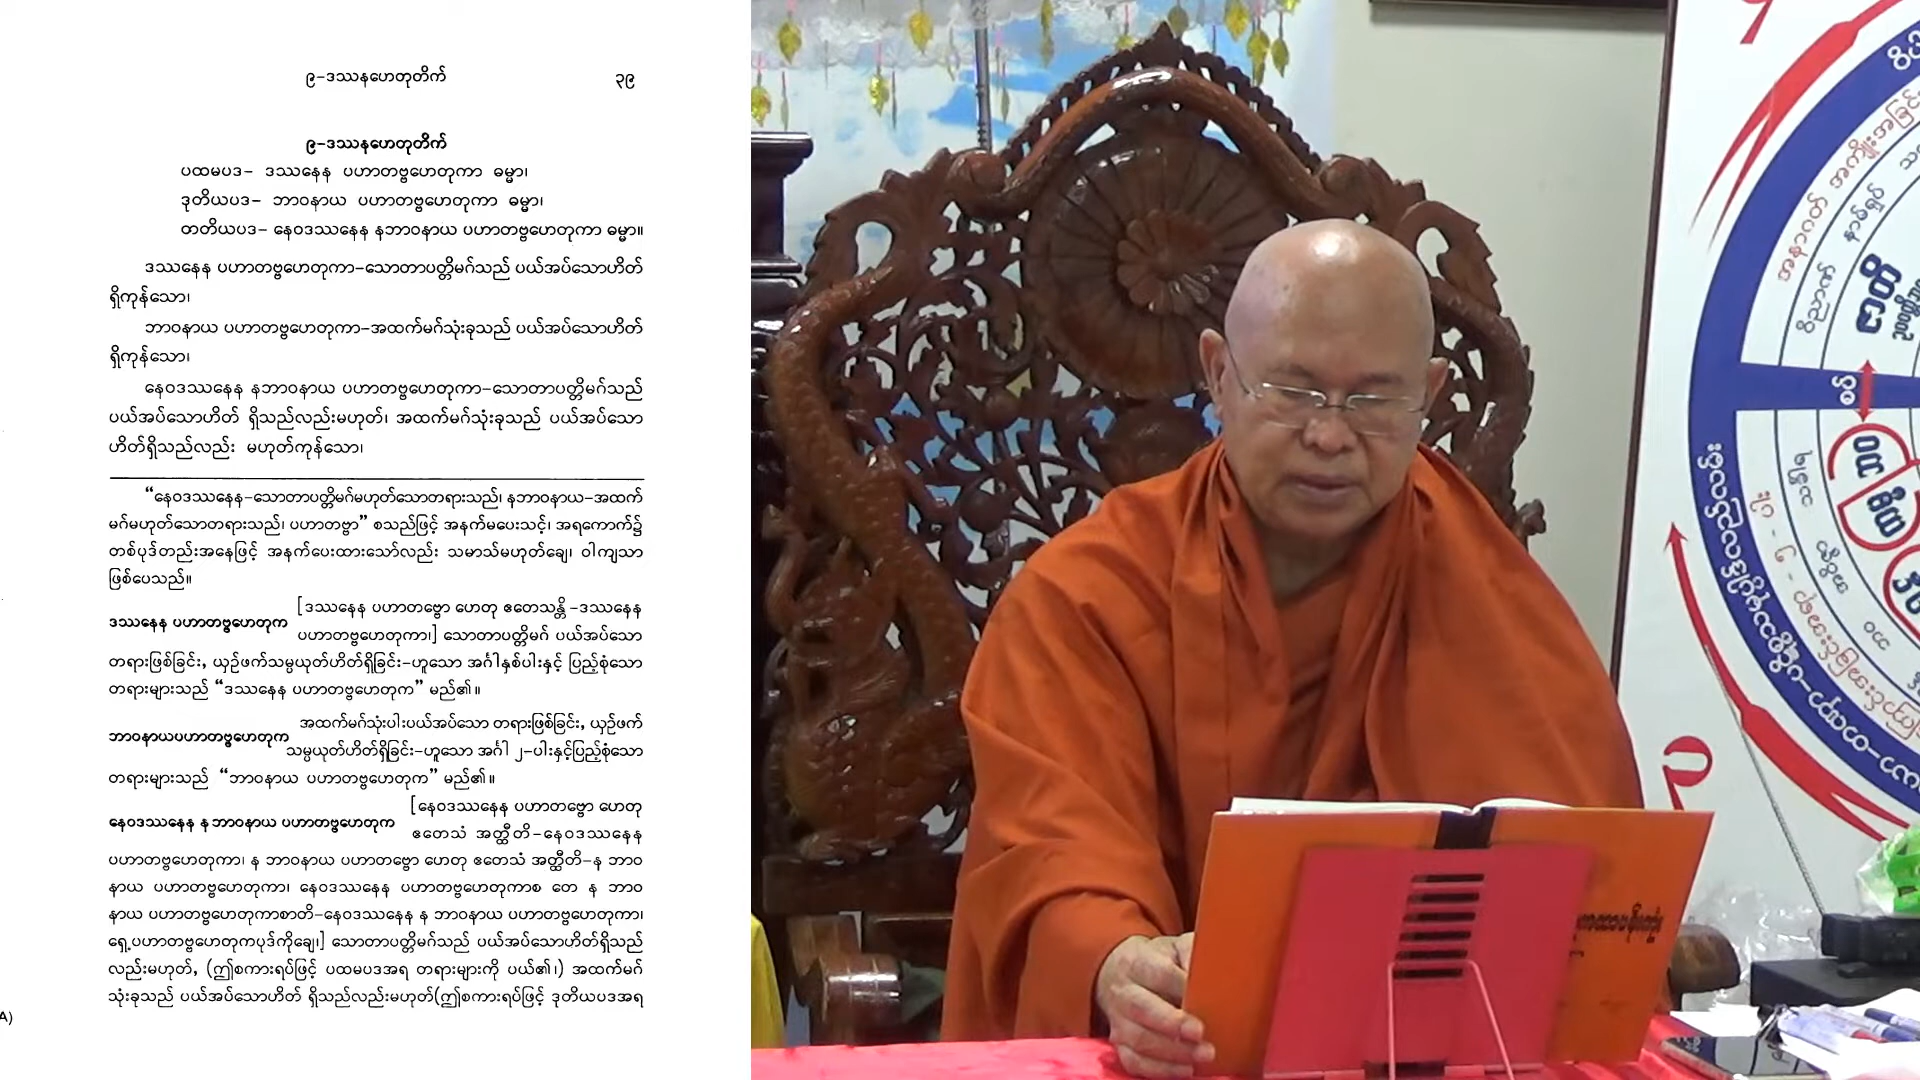 ၉–ဒဿနဟေတုတိက် ၃၉
၉–ဒဿနဟေတုတိက်
ပထမပဒ– ဒဿနေန ပဟာတဗ္ဗဟေတုကာ ဓမ္မာ၊
ဒုတိယပဒ– ဘာဝနာယ ပဟာတဗ္ဗဟေတုကာ ဓမ္မာ၊
တတိယပဒ– နေဝဒဿနေန နဘာဝနာယ ပဟာတဗ္ဗဟေတုကာ ဓမ္မာ။
ဒဿနေန ပဟာတဗ္ဗဟေတုကာ–သောတာပတ္တိမဂ်သည် ပယ်အပ်သောဟိတ်
ရှိကုန်သော၊
ဘာဝနာယ ပဟာတဗ္ဗဟေတုကာ–အထက်မဂ်သုံးခုသည် ပယ်အပ်သောဟိတ်
ရှိကုန်သော၊
နေဝဒဿနေန နဘာဝနာယ ပဟာတဗ္ဗဟေတုကာ–သောတာပတ္တိမဂ်သည်
ပယ်အပ်သောဟိတ် ရှိသည်လည်းမဟုတ်၊ အထက်မဂ်သုံးခုသည် ပယ်အပ်သော
ဟိတ်ရှိသည်လည်း မဟုတ်ကုန်သော၊
“နေဝဒဿနေန–သောတာပတ္တိမဂ်မဟုတ်သောတရားသည်၊ နဘာဝနာယ–အထက်
မဂ်မဟုတ်သောတရားသည်၊ ပဟာတဗ္ဗာ” စသည်ဖြင့် အနက်မပေးသင့်၊ အရကောက်၌
တစ်ပုဒ်တည်းအနေဖြင့် အနက်ပေးထားသော်လည်း သမာသ်မဟုတ်ချေ၊ ဝါကျသာ
ဖြစ်ပေသည်။
ဒဿနေန ပဟာတဗ္ဗဟေတုက [ဒဿနေန ပဟာတဗ္ဗော ဟေတု ဧတေသန္တိ–ဒဿနေန
ပဟာတဗ္ဗဟေတုကာ၊] သောတာပတ္တိမဂ် ပယ်အပ်သော
တရားဖြစ်ခြင်း, ယှဉ်ဖက်သမ္ပယုတ်ဟိတ်ရှိခြင်း–ဟူသော အင်္ဂါနှစ်ပါးနှင့် ပြည့်စုံသော
တရားများသည် “ဒဿနေန ပဟာတဗ္ဗဟေတုက” မည်၏။
ဘာဝနာယပဟာတဗ္ဗဟေတုက အထက်မဂ်သုံးပါးပယ်အပ်သော တရားဖြစ်ခြင်း, ယှဉ်ဖက်
သမ္ပယုတ်ဟိတ်ရှိခြင်း–ဟူသော အင်္ဂါ ၂–ပါးနှင့်ပြည့်စုံသော
တရားများသည် “ဘာဝနာယ ပဟာတဗ္ဗဟေတုက” မည်၏။
နေဝဒဿနေန နဘာဝနာယ ပဟာတဗ္ဗဟေတုက [နေဝဒဿနေန ပဟာတဗ္ဗော ဟေတု
ဧတေသံ အတ္ထီတိ–နေဝဒဿနေန
ပဟာတဗ္ဗဟေတုကာ၊ န ဘာဝနာယ ပဟာတဗ္ဗော ဟေတု ဧတေသံ အတ္ထီတိ–န ဘာဝ
နာယ ပဟာတဗ္ဗဟေတုကာ၊ နေဝဒဿနေန ပဟာတဗ္ဗဟေတုကာစ တေ န ဘာဝ
နာယ ပဟာတဗ္ဗဟေတုကာစာတိ–နေဝဒဿနေန န ဘာဝနာယ ပဟာတဗ္ဗဟေတုကာ၊
ရှေ့ပဟာတဗ္ဗဟေတုကပုဒ်ကိုချေ၊] သောတာပတ္တိမဂ်သည် ပယ်အပ်သောဟိတ်ရှိသည်
လည်းမဟုတ်, (ဤစကားရပ်ဖြင့် ပထမပဒအရ တရားများကို ပယ်၏၊) အထက်မဂ်
သုံးခုသည် ပယ်အပ်သောဟိတ် ရှိသည်လည်းမဟုတ်(ဤစကားရပ်ဖြင့် ဒုတိယပဒအရ
A)
အနာဂတ် အကျိုး
ဝိညာဏ် နာမ်ရုပ်
ဇာတိ
၂